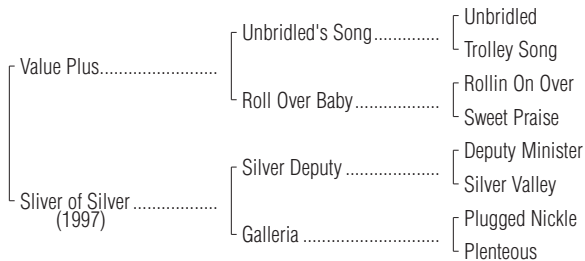 Unbridled
Unbridled's Song..............
Trolley Song
Value Plus.........................
Rollin On Over
Roll Over Baby..................
Sweet Praise
Deputy Minister
Silver Deputy ....................
Silver Valley
Sliver of Silver ..................
(1997)
Plugged Nickle
Galleria .............................
Plenteous